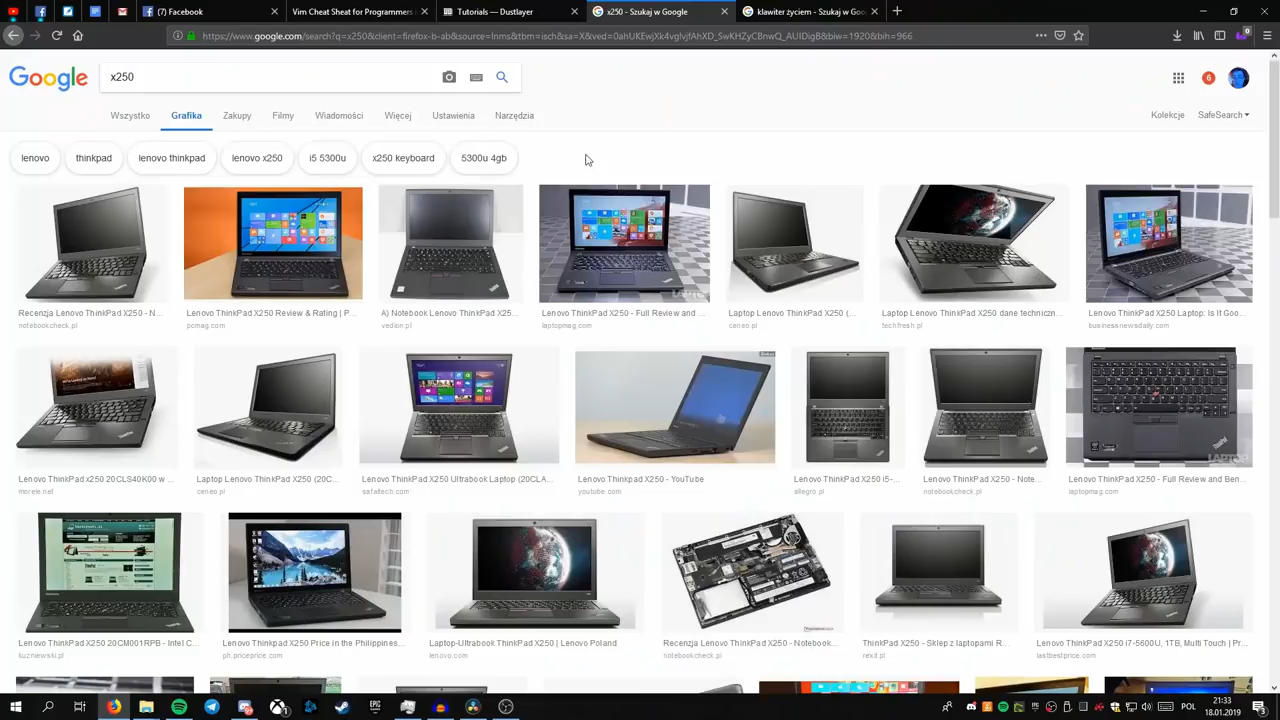 (7) Facebook
Vim Cheat Sheat for Programmers
Tutorials — Dustlayer
x250 - Szukaj w Google
klawiter życiem - Szukaj w Goo
https://www.google.com/search?q=x250&client=firefox-b-ab&source=lnms&tbm=isch&sa=X&ved=0ahUKEwjXk4vglvjfAhXD_SwKHZyCBnwQ_AUIDigB&biw=1920&bih=966
Google
x250
6
Wszystko
Grafika
Zakupy
Filmy
Wiadomości
Więcej
Ustawienia
Narzędzia
Kolekcje
SafeSearch
lenovo
thinkpad
lenovo thinkpad
lenovo x250
i5 5300u
x250 keyboard
5300u 4gb
Recenzja Lenovo ThinkPad X250 - N...
Lenovo ThinkPad X250 Review & Rating | P...
A) Notebook Lenovo ThinkPad X25...
Lenovo ThinkPad X250 - Full Review and ...
Laptop Lenovo ThinkPad X250 (...
Laptop Lenovo ThinkPad X250 dane techniczn...
Lenovo ThinkPad X250 Laptop: Is It Goo...
notebookcheck.pl
pcmag.com
vedion.pl
laptopmag.com
ceneo.pl
techfresh.pl
businessnewsdaily.com
Lenovo ThinkPad x250 20CLS40K00 w ...
Laptop Lenovo ThinkPad X250 (20C...
Lenovo ThinkPad X250 Ultrabook Laptop (20CLA...
Lenovo ThinkPad X250 - YouTube
Lenovo ThinkPad X250 i5-...
Lenovo ThinkPad X250 - Note...
Lenovo ThinkPad X250 - Full Review and Ben...
morele.net
ceneo.pl
safaltech.com
youtube.com
allegro.pl
notebookcheck.pl
laptopmag.com
Lenovo ThinkPad X250 20CM001RPB - Intel C...
Lenovo Thinkpad X250 Price in the Philippines...
Laptop-Ultrabook ThinkPad X250 | Lenovo Poland
Recenzja Lenovo ThinkPad X250 - Notebook...
ThinkPad X250 - Sklep z laptopami R...
Lenovo ThinkPad X250 i7-5600U, 1TB, Multi Touch | Pr...
kuzniewski.pl
ph.priceprice.com
lenovo.com
notebookcheck.pl
rexit.pl
lastbestprice.com
EPIC
POL
21:33
18.01.2019
3